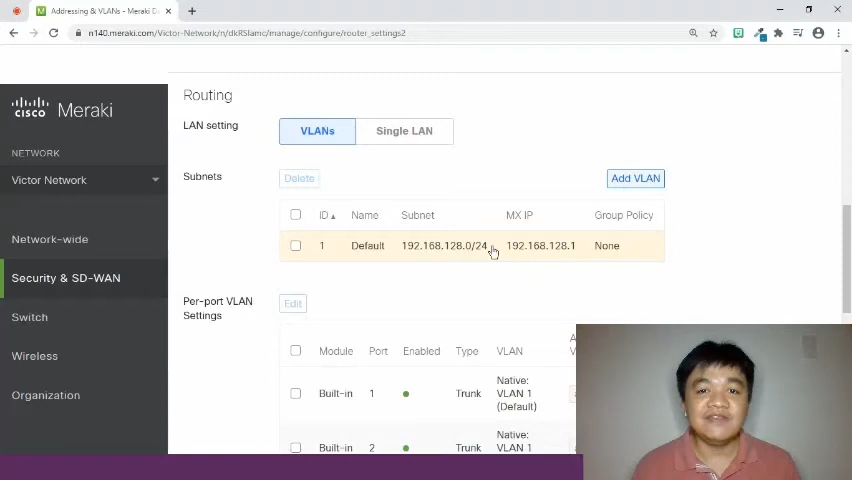 Addressing & VLANs - Meraki D
n140.meraki.com/Victor-Network/n/dkRSlamc/manage/configure/router_settings2
cisco Meraki
NETWORK
Victor Network
Network-wide
Security & SD-WAN
Switch
Wireless
Organization
Routing
LAN setting
VLANs
Single LAN
Subnets
Delete
Add VLAN
ID Name Subnet MX IP Group Policy
1 Default 192.168.128.0/24 192.168.128.1 None
Per-port VLAN
Settings
Edit
Module Port Enabled Type VLAN
A
V
Built-in 1 Trunk
Native:
VLAN 1
(Default)
Built-in 2 Trunk
Native:
VLAN 1